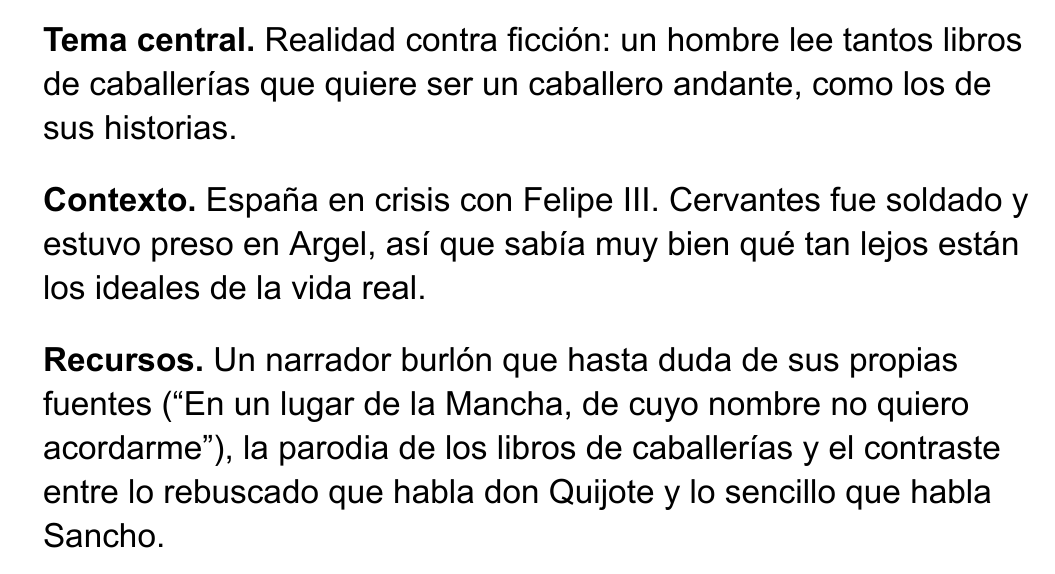 Tema central. Realidad contra ficción: un hombre lee tantos libros
de caballerías que quiere ser un caballero andante, como los de
sus historias.
Contexto. España en crisis con Felipe III. Cervantes fue soldado y
estuvo preso en Argel, así que sabía muy bien qué tan lejos están
los ideales de la vida real.
Recursos. Un narrador burlón que hasta duda de sus propias
fuentes (“En un lugar de la Mancha, de cuyo nombre no quiero
acordarme”), la parodia de los libros de caballerías y el contraste
entre lo rebuscado que habla don Quijote y lo sencillo que habla
Sancho.